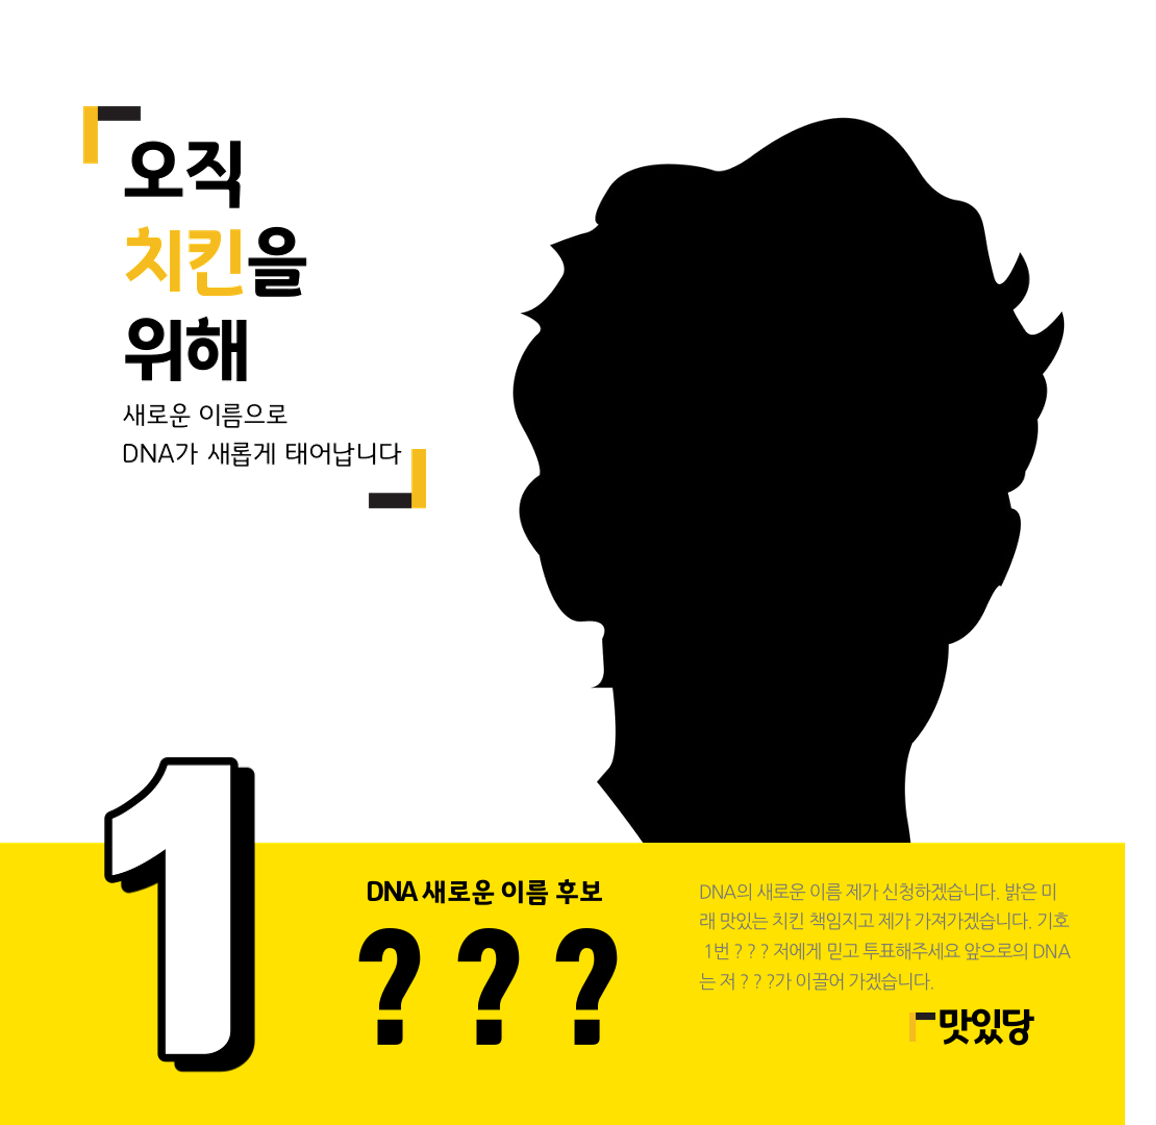 오직
치킨을
위해
새로운 이름으로
DNA가 새롭게 태어납니다
1
DNA 새로운 이름 후보
? ? ?
DNA의 새로운 이름 제가 신청하겠습니다. 밝은 미
래 맛있는 치킨 책임지고 제가 가져가겠습니다. 기호
1번 ? ? ? 저에게 믿고 투표해주세요 앞으로의 DNA
는 저 ? ? ?가 이끌어 가겠습니다.
맛있당